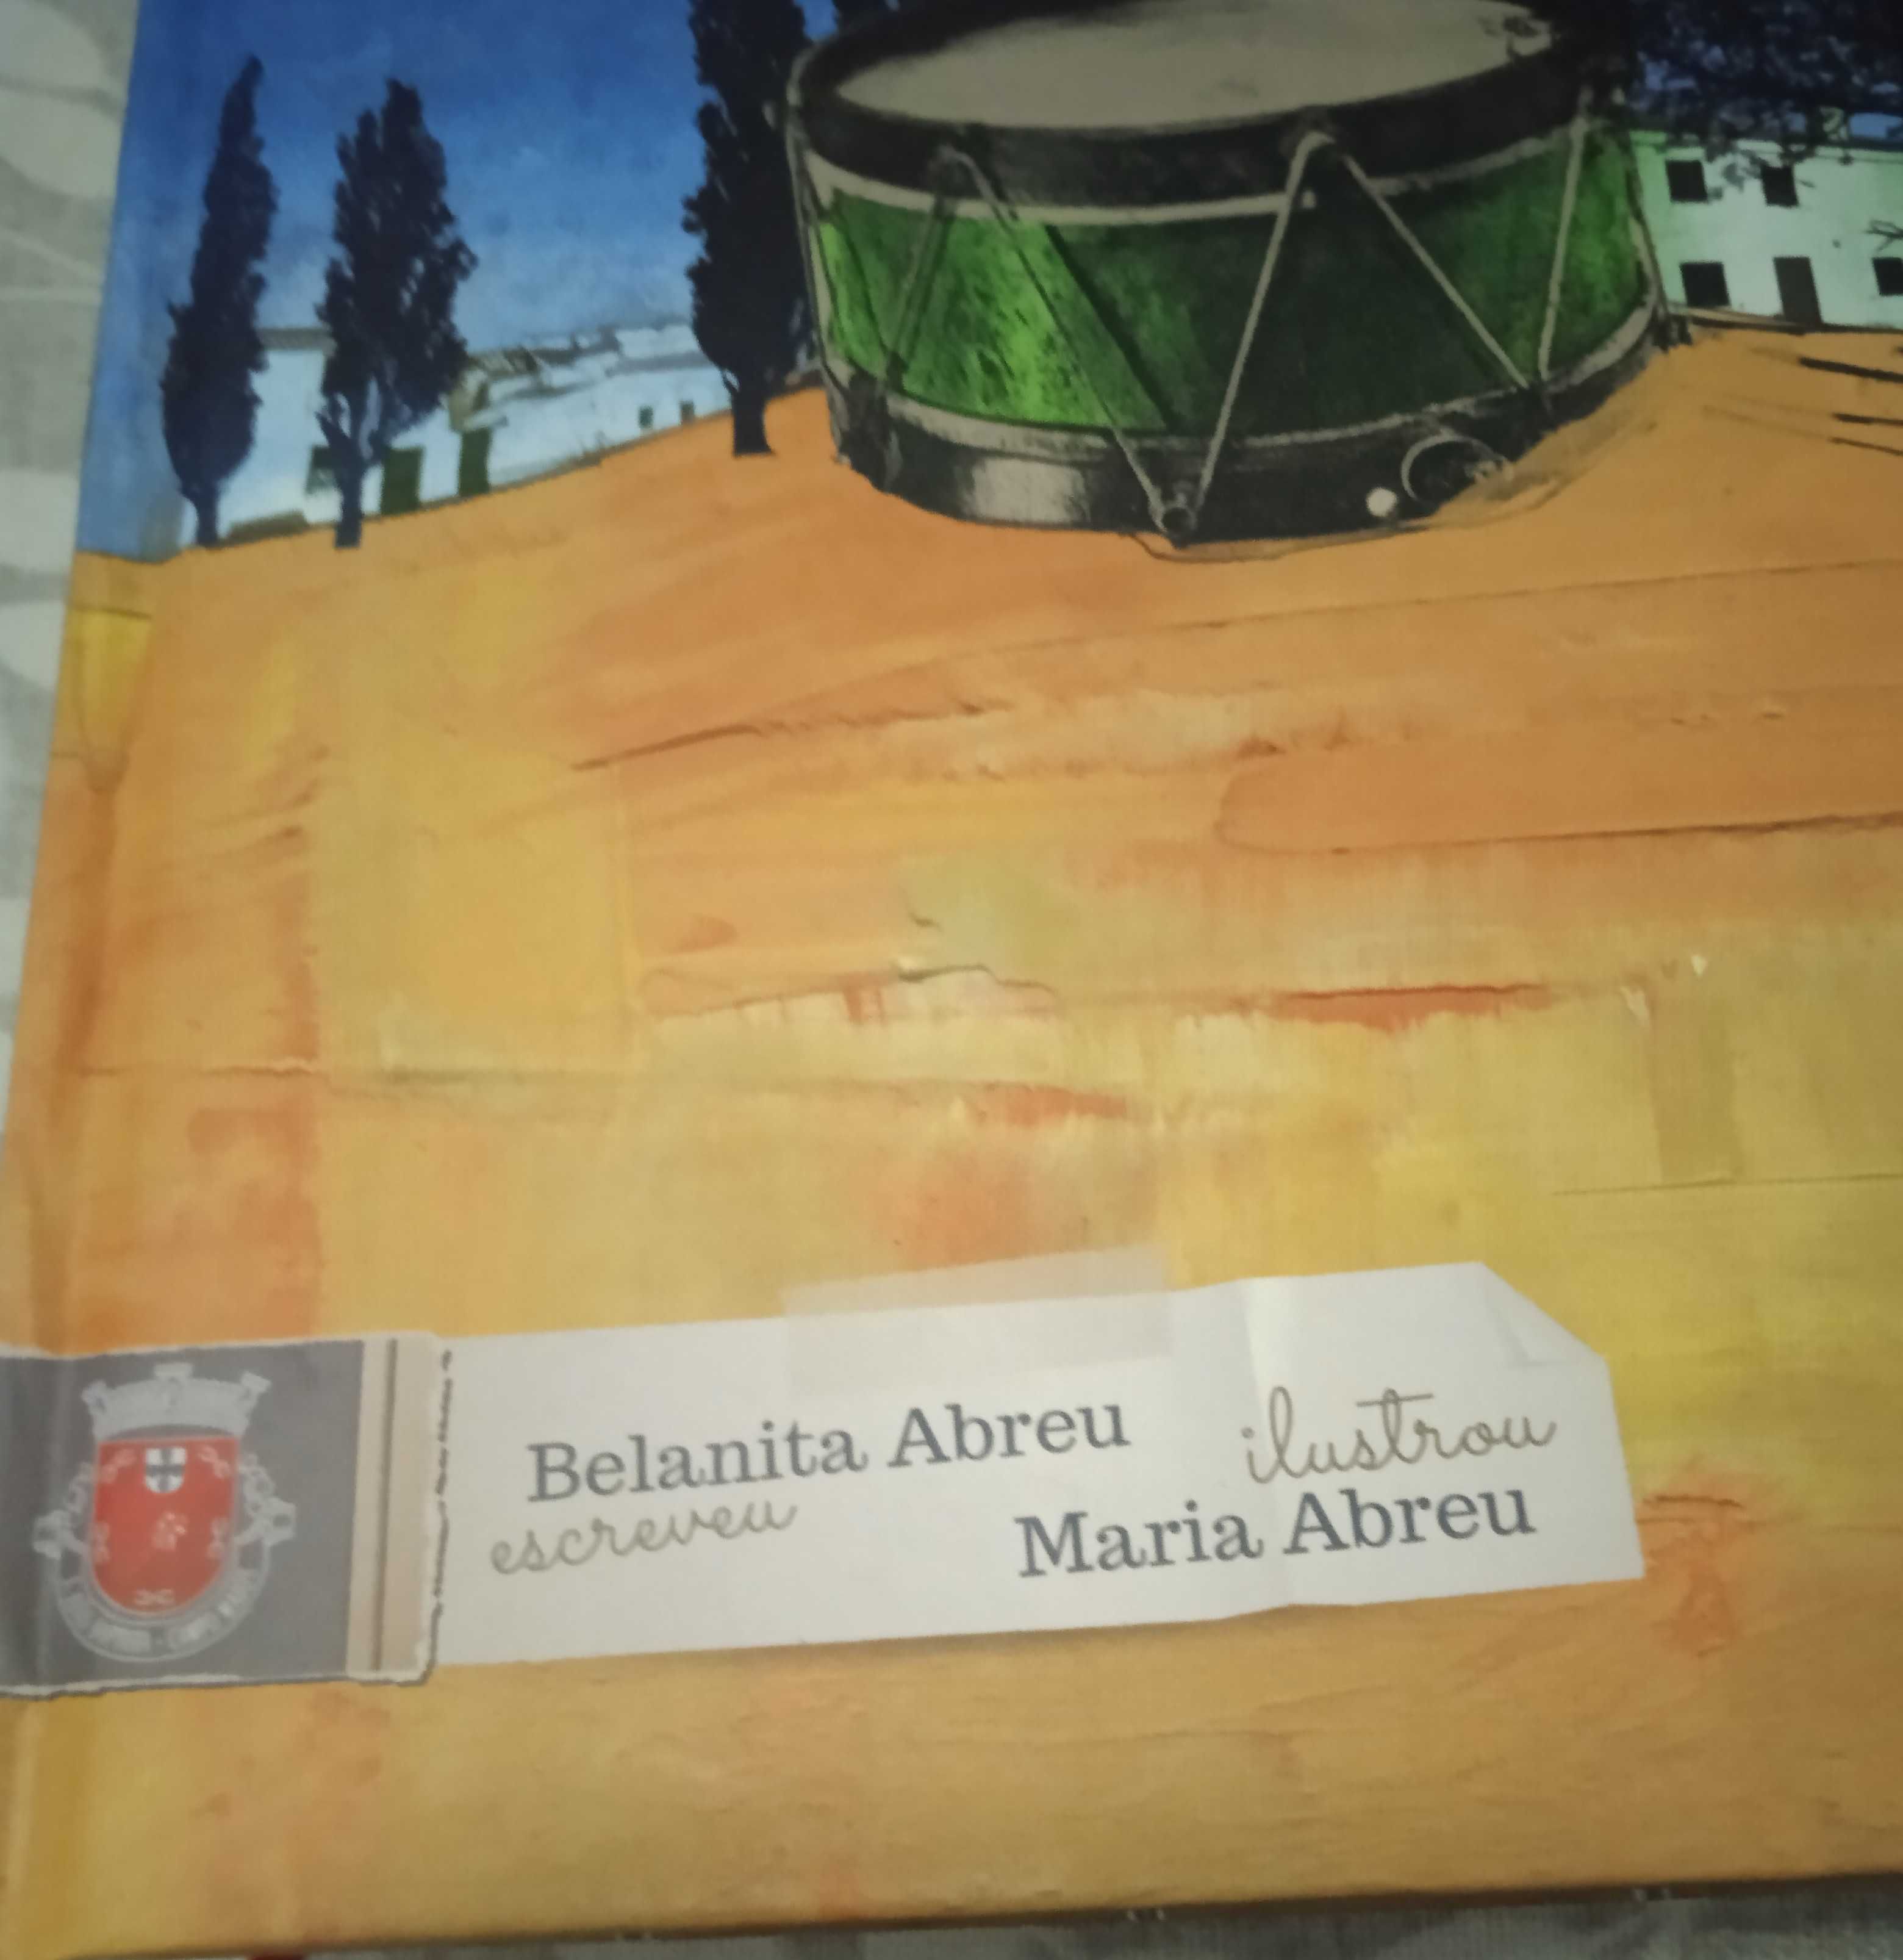 Belanita Abreu
escreveu
ilustrou
Maria Abreu